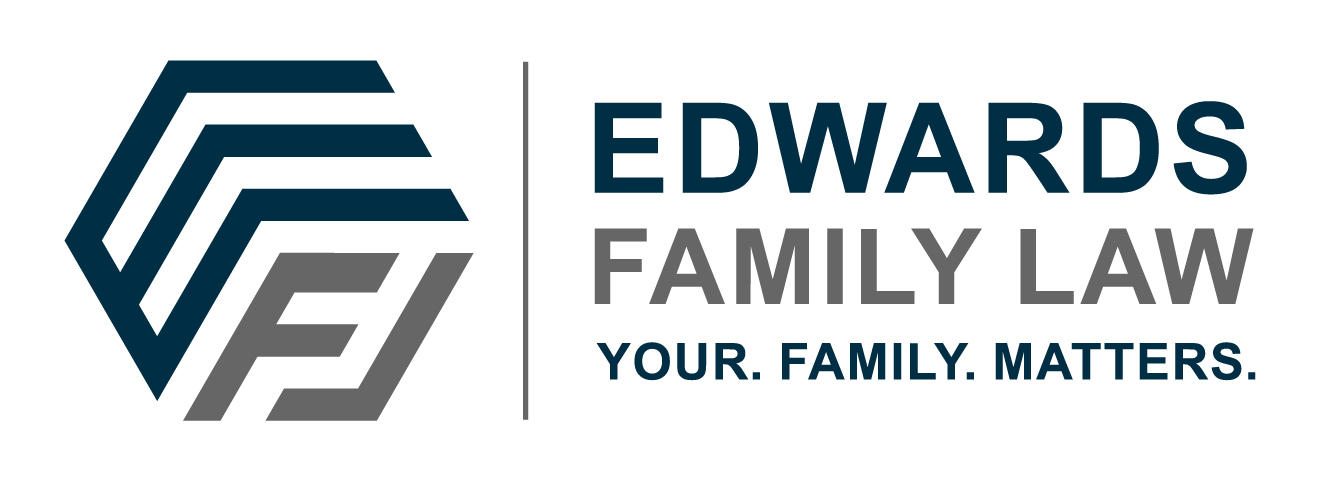 EDWARDS
FAMILY LAW
YOUR. FAMILY. MATTERS.